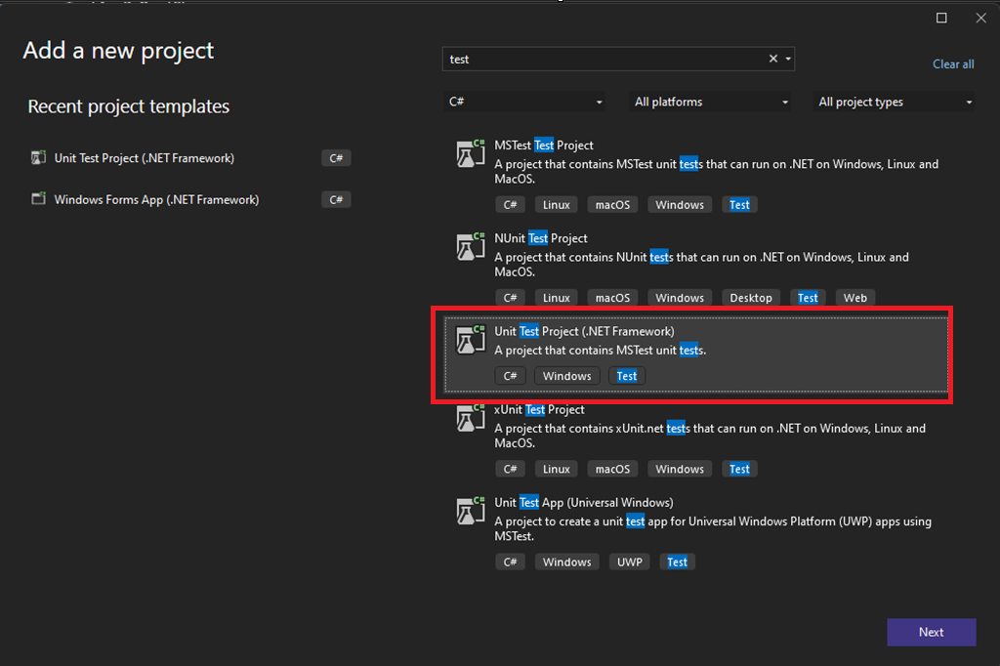 Add a new project
test
Clear all
Recent project templates
C#
All platforms
All project types
Unit Test Project (.NET Framework)
C#
Windows Forms App (.NET Framework)
C#
C#
MSTest Test Project
A project that contains MSTest unit tests that can run on .NET on Windows, Linux and
MacOS.
C# Linux macOS Windows Test
C#
NUnit Test Project
A project that contains NUnit tests that can run on .NET on Windows, Linux and
MacOS.
C# Linux macOS Windows Desktop Test Web
C#
Unit Test Project (.NET Framework)
A project that contains MSTest unit tests.
C# Windows Test
C#
xUnit Test Project
A project that contains xUnit.net tests that can run on .NET on Windows, Linux and
MacOS.
C# Linux macOS Windows Test
C#
Unit Test App (Universal Windows)
A project to create a unit test app for Universal Windows Platform (UWP) apps using
MSTest.
C# Windows UWP Test
Next